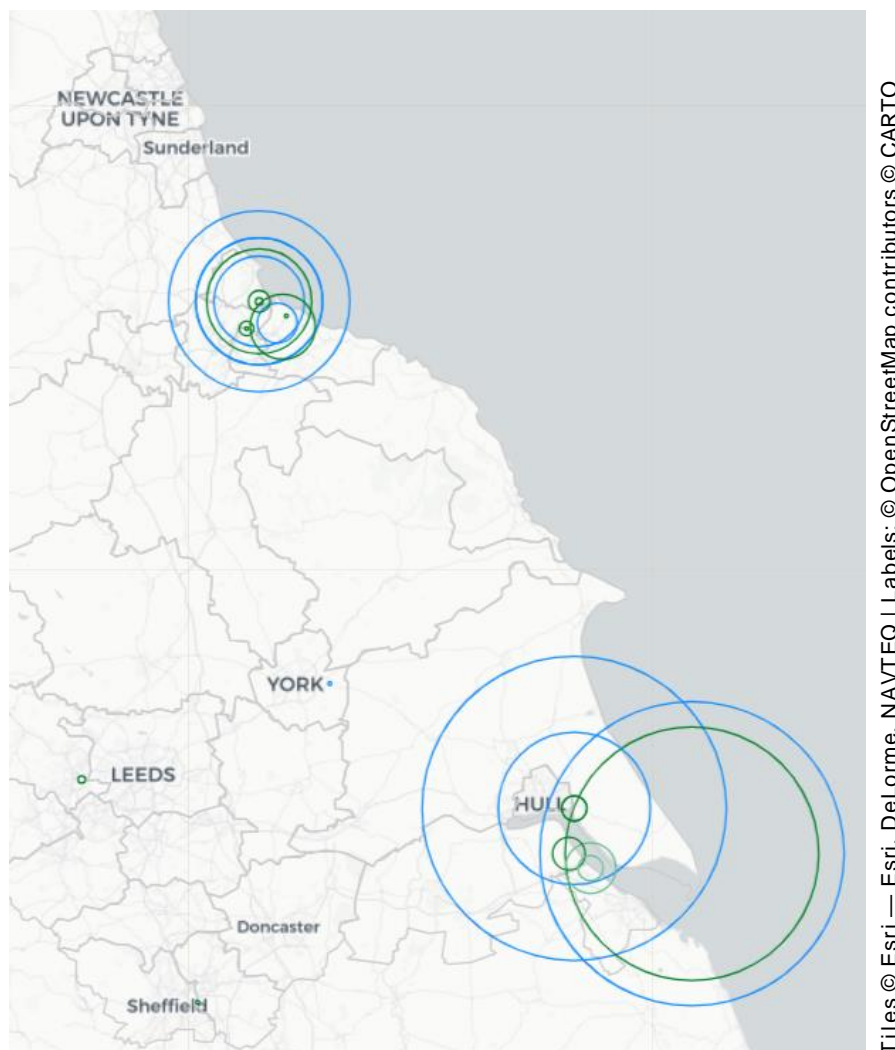 NEWCASTLE
UPON TYNE
Sunderland
YORK
LEEDS
HULL
Doncaster
Sheffield
Tiles © Esri — Esri, DeLorme, NAVTEQ | Labels: © OpenStreetMap contributors © CARTO